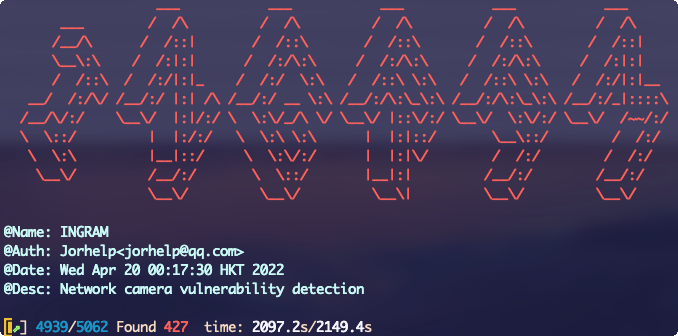 INGRAM
@Name: INGRAM
@Auth: Jorhelp<jorhelp@qq.com>
@Date: Wed Apr 20 00:17:30 HKT 2022
@Desc: Network camera vulnerability detection
4939/5062 Found 427 time: 2097.2s/2149.4s